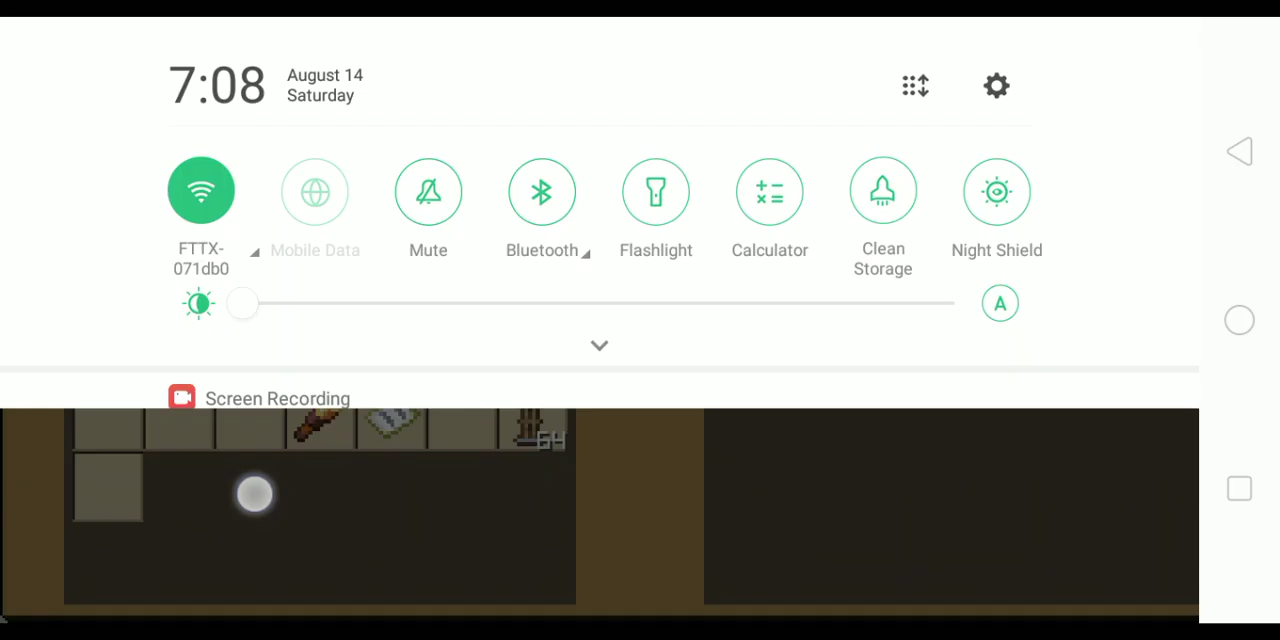 7:08
August 14
Saturday
FTTX-
071db0
Mobile Data
Mute
Bluetooth
Flashlight
Calculator
Clean
Storage
Night Shield
A
Screen Recording
64